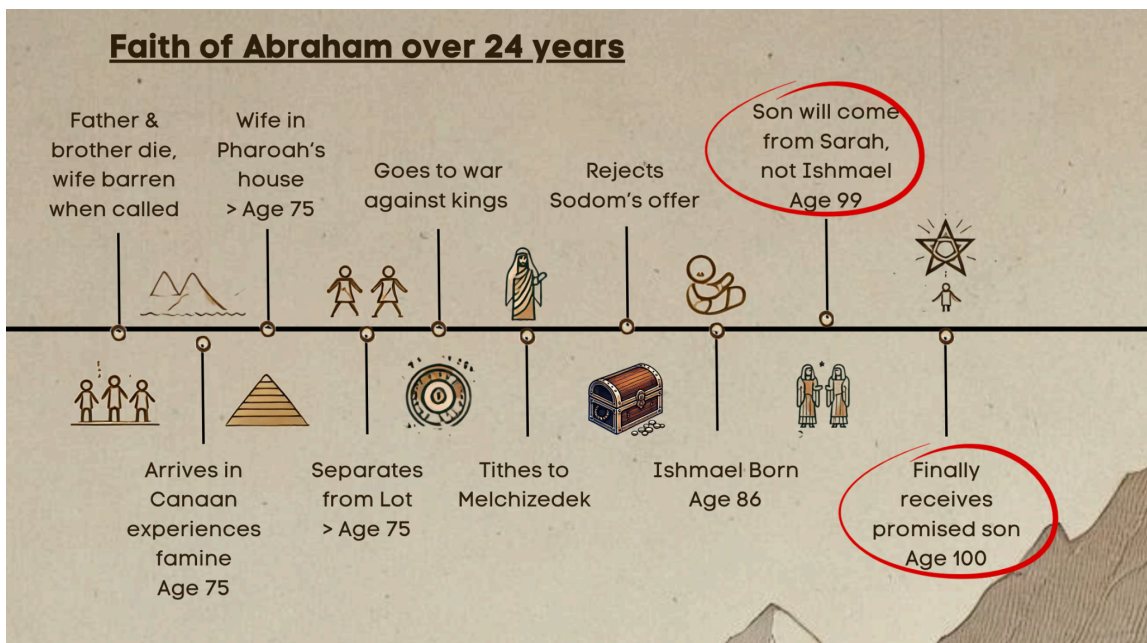 Faith of Abraham over 24 years
Father &
brother die,
wife barren
when called
Wife in
Pharoah's
house
> Age 75
Goes to war
against kings
Rejects
Sodom's offer
Son will come
from Sarah,
not Ishmael
Age 99
Arrives in
Canaan
experiences
famine
Age 75
Separates
from Lot
> Age 75
Tithes to
Melchizedek
Ishmael Born
Age 86
Finally
receives
promised son
Age 100